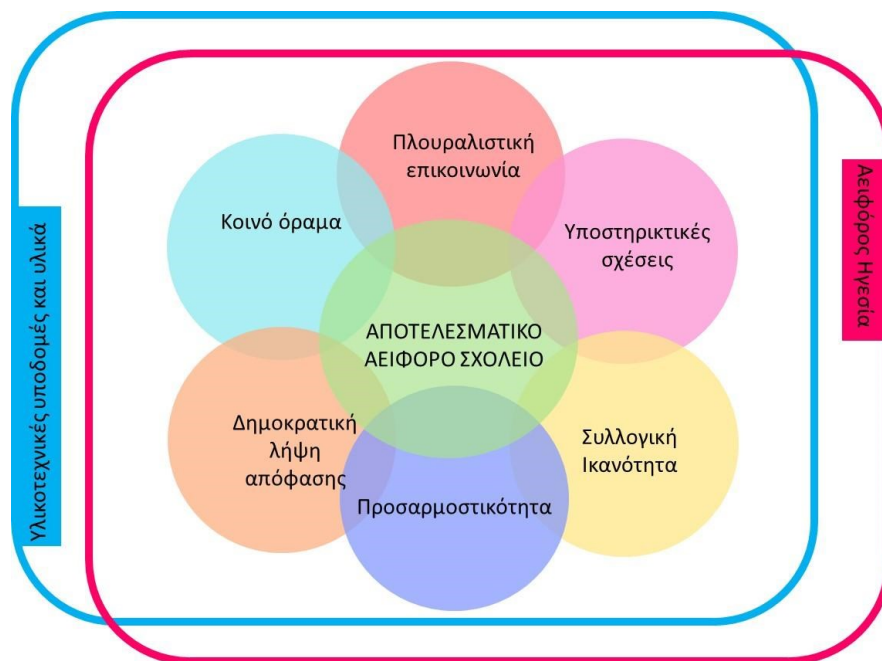 Πλουραλιστική
επικοινωνία
Κοινό όραμα
Υποστηρικτικές
σχέσεις
ΑΠΟΤΕΛΕΣΜΑΤΙΚΟ
ΑΕΙΦΟΡΟ ΣΧΟΛΕΙΟ
Δημοκρατική
λήψη
απόφασης
Συλλογική
Ικανότητα
Προσαρμοστικότητα
Υλικοτεχνικές υποδομές και υλικά
Αειφόρος Ηγεσία